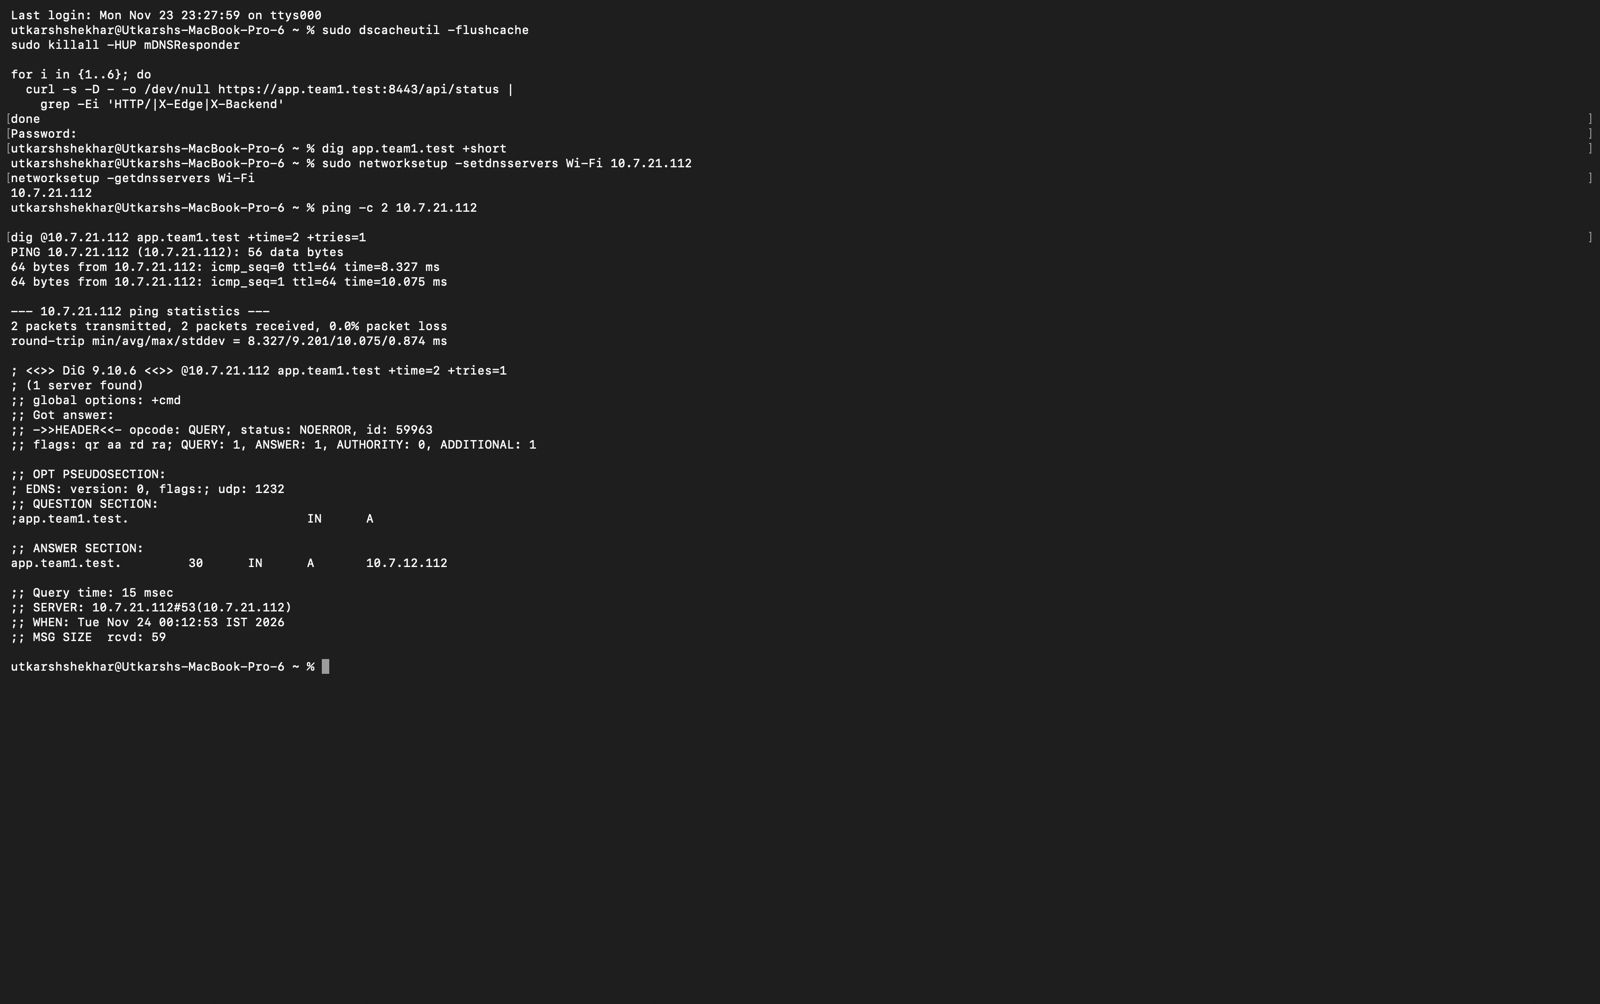 Last login: Mon Nov 23 23:27:59 on ttys000
utkarshshekhar@Utkarshs-MacBook-Pro-6 ~ % sudo dscacheutil -flushcache
sudo killall -HUP mDNSResponder
for i in {1..6}; do
  curl -s -D - -o /dev/null https://app.team1.test:8443/api/status |
    grep -Ei 'HTTP/|X-Edge|X-Backend'
[done ]
[Password: ]
[utkarshshekhar@Utkarshs-MacBook-Pro-6 ~ % dig app.team1.test +short ]
utkarshshekhar@Utkarshs-MacBook-Pro-6 ~ % sudo networksetup -setdnsservers Wi-Fi 10.7.21.112
[networksetup -getdnsservers Wi-Fi ]
10.7.21.112
utkarshshekhar@Utkarshs-MacBook-Pro-6 ~ % ping -c 2 10.7.21.112
[dig @10.7.21.112 app.team1.test +time=2 +tries=1 ]
PING 10.7.21.112 (10.7.21.112): 56 data bytes
64 bytes from 10.7.21.112: icmp_seq=0 ttl=64 time=8.327 ms
64 bytes from 10.7.21.112: icmp_seq=1 ttl=64 time=10.075 ms
--- 10.7.21.112 ping statistics ---
2 packets transmitted, 2 packets received, 0.0% packet loss
round-trip min/avg/max/stddev = 8.327/9.201/10.075/0.874 ms
; <<>> DiG 9.10.6 <<>> @10.7.21.112 app.team1.test +time=2 +tries=1
; (1 server found)
;; global options: +cmd
;; Got answer:
;; ->>HEADER<<- opcode: QUERY, status: NOERROR, id: 59963
;; flags: qr aa rd ra; QUERY: 1, ANSWER: 1, AUTHORITY: 0, ADDITIONAL: 1
;; OPT PSEUDOSECTION:
; EDNS: version: 0, flags:; udp: 1232
;; QUESTION SECTION:
;app.team1.test. IN A
;; ANSWER SECTION:
app.team1.test. 30 IN A 10.7.12.112
;; Query time: 15 msec
;; SERVER: 10.7.21.112#53(10.7.21.112)
;; WHEN: Tue Nov 24 00:12:53 IST 2026
;; MSG SIZE  rcvd: 59
utkarshshekhar@Utkarshs-MacBook-Pro-6 ~ %